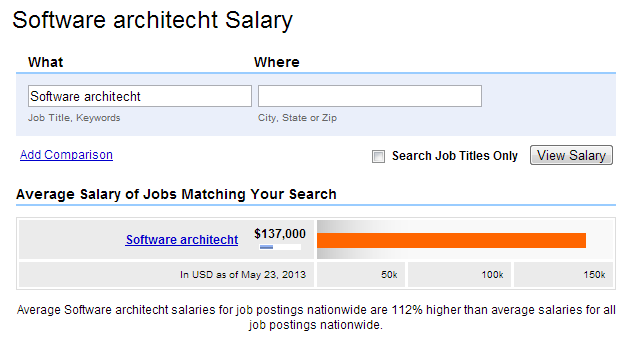 Software architecht Salary
What Where
Software architecht
Job Title, Keywords City, State or Zip
Add Comparison Search Job Titles Only View Salary
Average Salary of Jobs Matching Your Search
Software architecht $137,000
In USD as of May 23, 2013 50k 100k 150k
Average Software architecht salaries for job postings nationwide are 112% higher than average salaries for all
job postings nationwide.